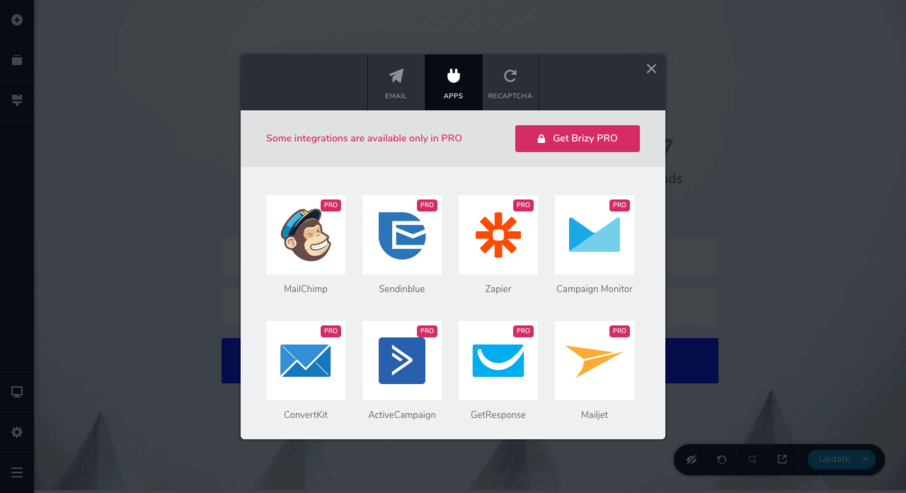 EMAIL
APPS
RECAPTCHA
Some integrations are available only in PRO
Get Brizy PRO
PRO
PRO
PRO
PRO
MailChimp
Sendinblue
Zapier
Campaign Monitor
PRO
PRO
PRO
PRO
ConvertKit
ActiveCampaign
GetResponse
Mailjet
Update